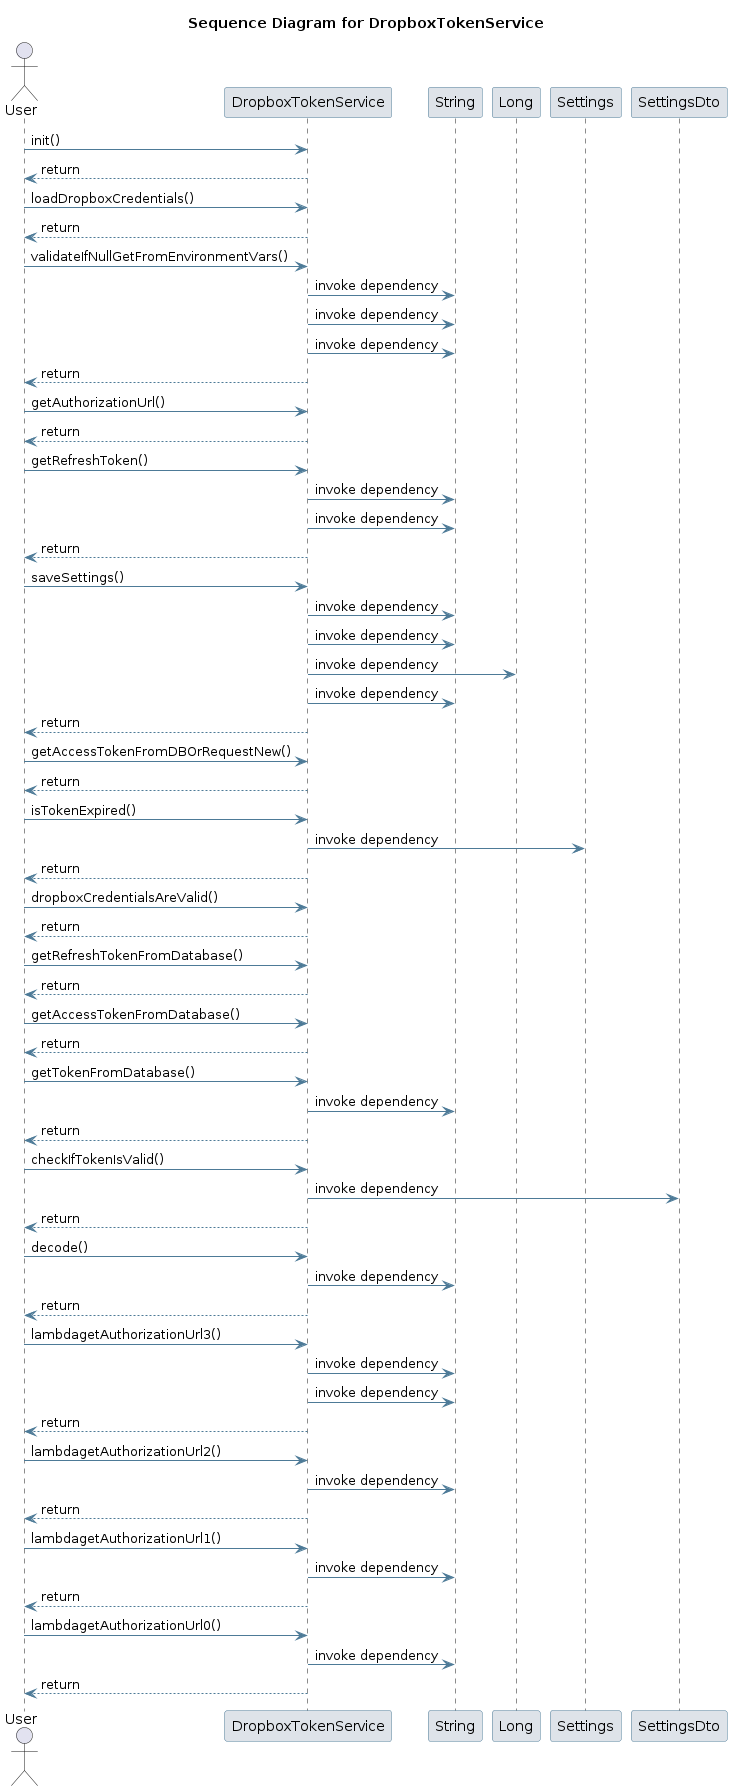 Sequence Diagram for DropboxTokenService
User
DropboxTokenService String Long Settings SettingsDto
init()
return
loadDropboxCredentials()
return
validateIfNullGetFromEnvironmentVars()
invoke dependency
invoke dependency
invoke dependency
return
getAuthorizationUrl()
return
getRefreshToken()
invoke dependency
invoke dependency
return
saveSettings()
invoke dependency
invoke dependency
invoke dependency
invoke dependency
return
getAccessTokenFromDBOrRequestNew()
return
isTokenExpired()
invoke dependency
return
dropboxCredentialsAreValid()
return
getRefreshTokenFromDatabase()
return
getAccessTokenFromDatabase()
return
getTokenFromDatabase()
invoke dependency
return
checkIfTokenIsValid()
invoke dependency
return
decode()
invoke dependency
return
lambdagetAuthorizationUrl3()
invoke dependency
invoke dependency
return
lambdagetAuthorizationUrl2()
invoke dependency
return
lambdagetAuthorizationUrl1()
invoke dependency
return
lambdagetAuthorizationUrl0()
invoke dependency
return
User
DropboxTokenService String Long Settings SettingsDto